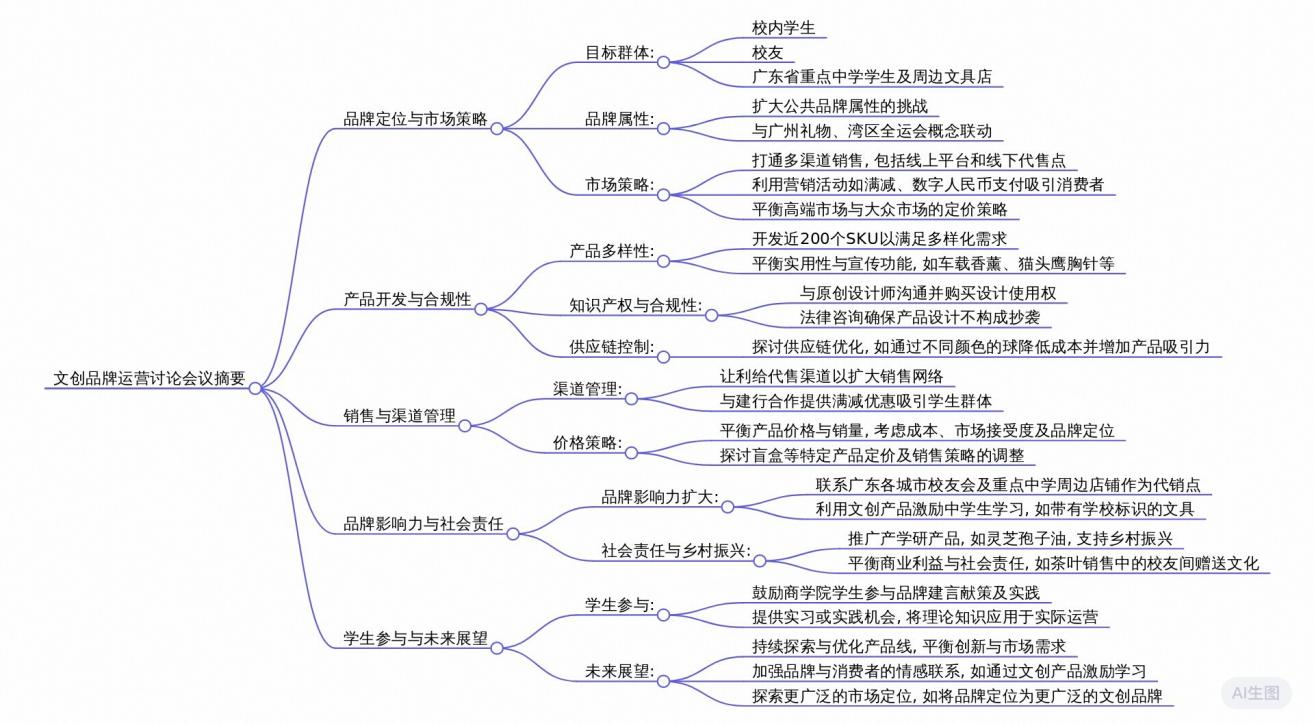 文创品牌运营讨论会议摘要
品牌定位与市场策略
目标群体:
校内学生
校友
广东省重点中学学生及周边文具店
品牌属性:
扩大公共品牌属性的挑战
与广州礼物、湾区全运会概念联动
市场策略:
打通多渠道销售, 包括线上平台和线下代售点
利用营销活动如满减、数字人民币支付吸引消费者
平衡高端市场与大众市场的定价策略
产品开发与合规性
产品多样性:
开发近200个SKU以满足多样化需求
平衡实用性与宣传功能, 如车载香薰、猫头鹰胸针等
知识产权与合规性:
与原创设计师沟通并购买设计使用权
法律咨询确保产品设计不构成抄袭
供应链控制:
探讨供应链优化, 如通过不同颜色的球降低成本并增加产品吸引力
销售与渠道管理
渠道管理:
让利给代售渠道以扩大销售网络
与建行合作提供满减优惠吸引学生群体
价格策略:
平衡产品价格与销量, 考虑成本、市场接受度及品牌定位
探讨盲盒等特定产品定价及销售策略的调整
品牌影响力与社会责任
品牌影响力扩大:
联系广东各城市校友会及重点中学周边店铺作为代销点
利用文创产品激励中学生学习, 如带有学校标识的文具
社会责任与乡村振兴:
推广产学研产品, 如灵芝孢子油, 支持乡村振兴
平衡商业利益与社会责任, 如茶叶销售中的校友间赠送文化
学生参与与未来展望
学生参与:
鼓励商学院学生参与品牌建言献策及实践
提供实习或实践机会, 将理论知识应用于实际运营
未来展望:
持续探索与优化产品线, 平衡创新与市场需求
加强品牌与消费者的情感联系, 如通过文创产品激励学习
探索更广泛的市场定位, 如将品牌定位为更广泛的文创品牌
AI生图